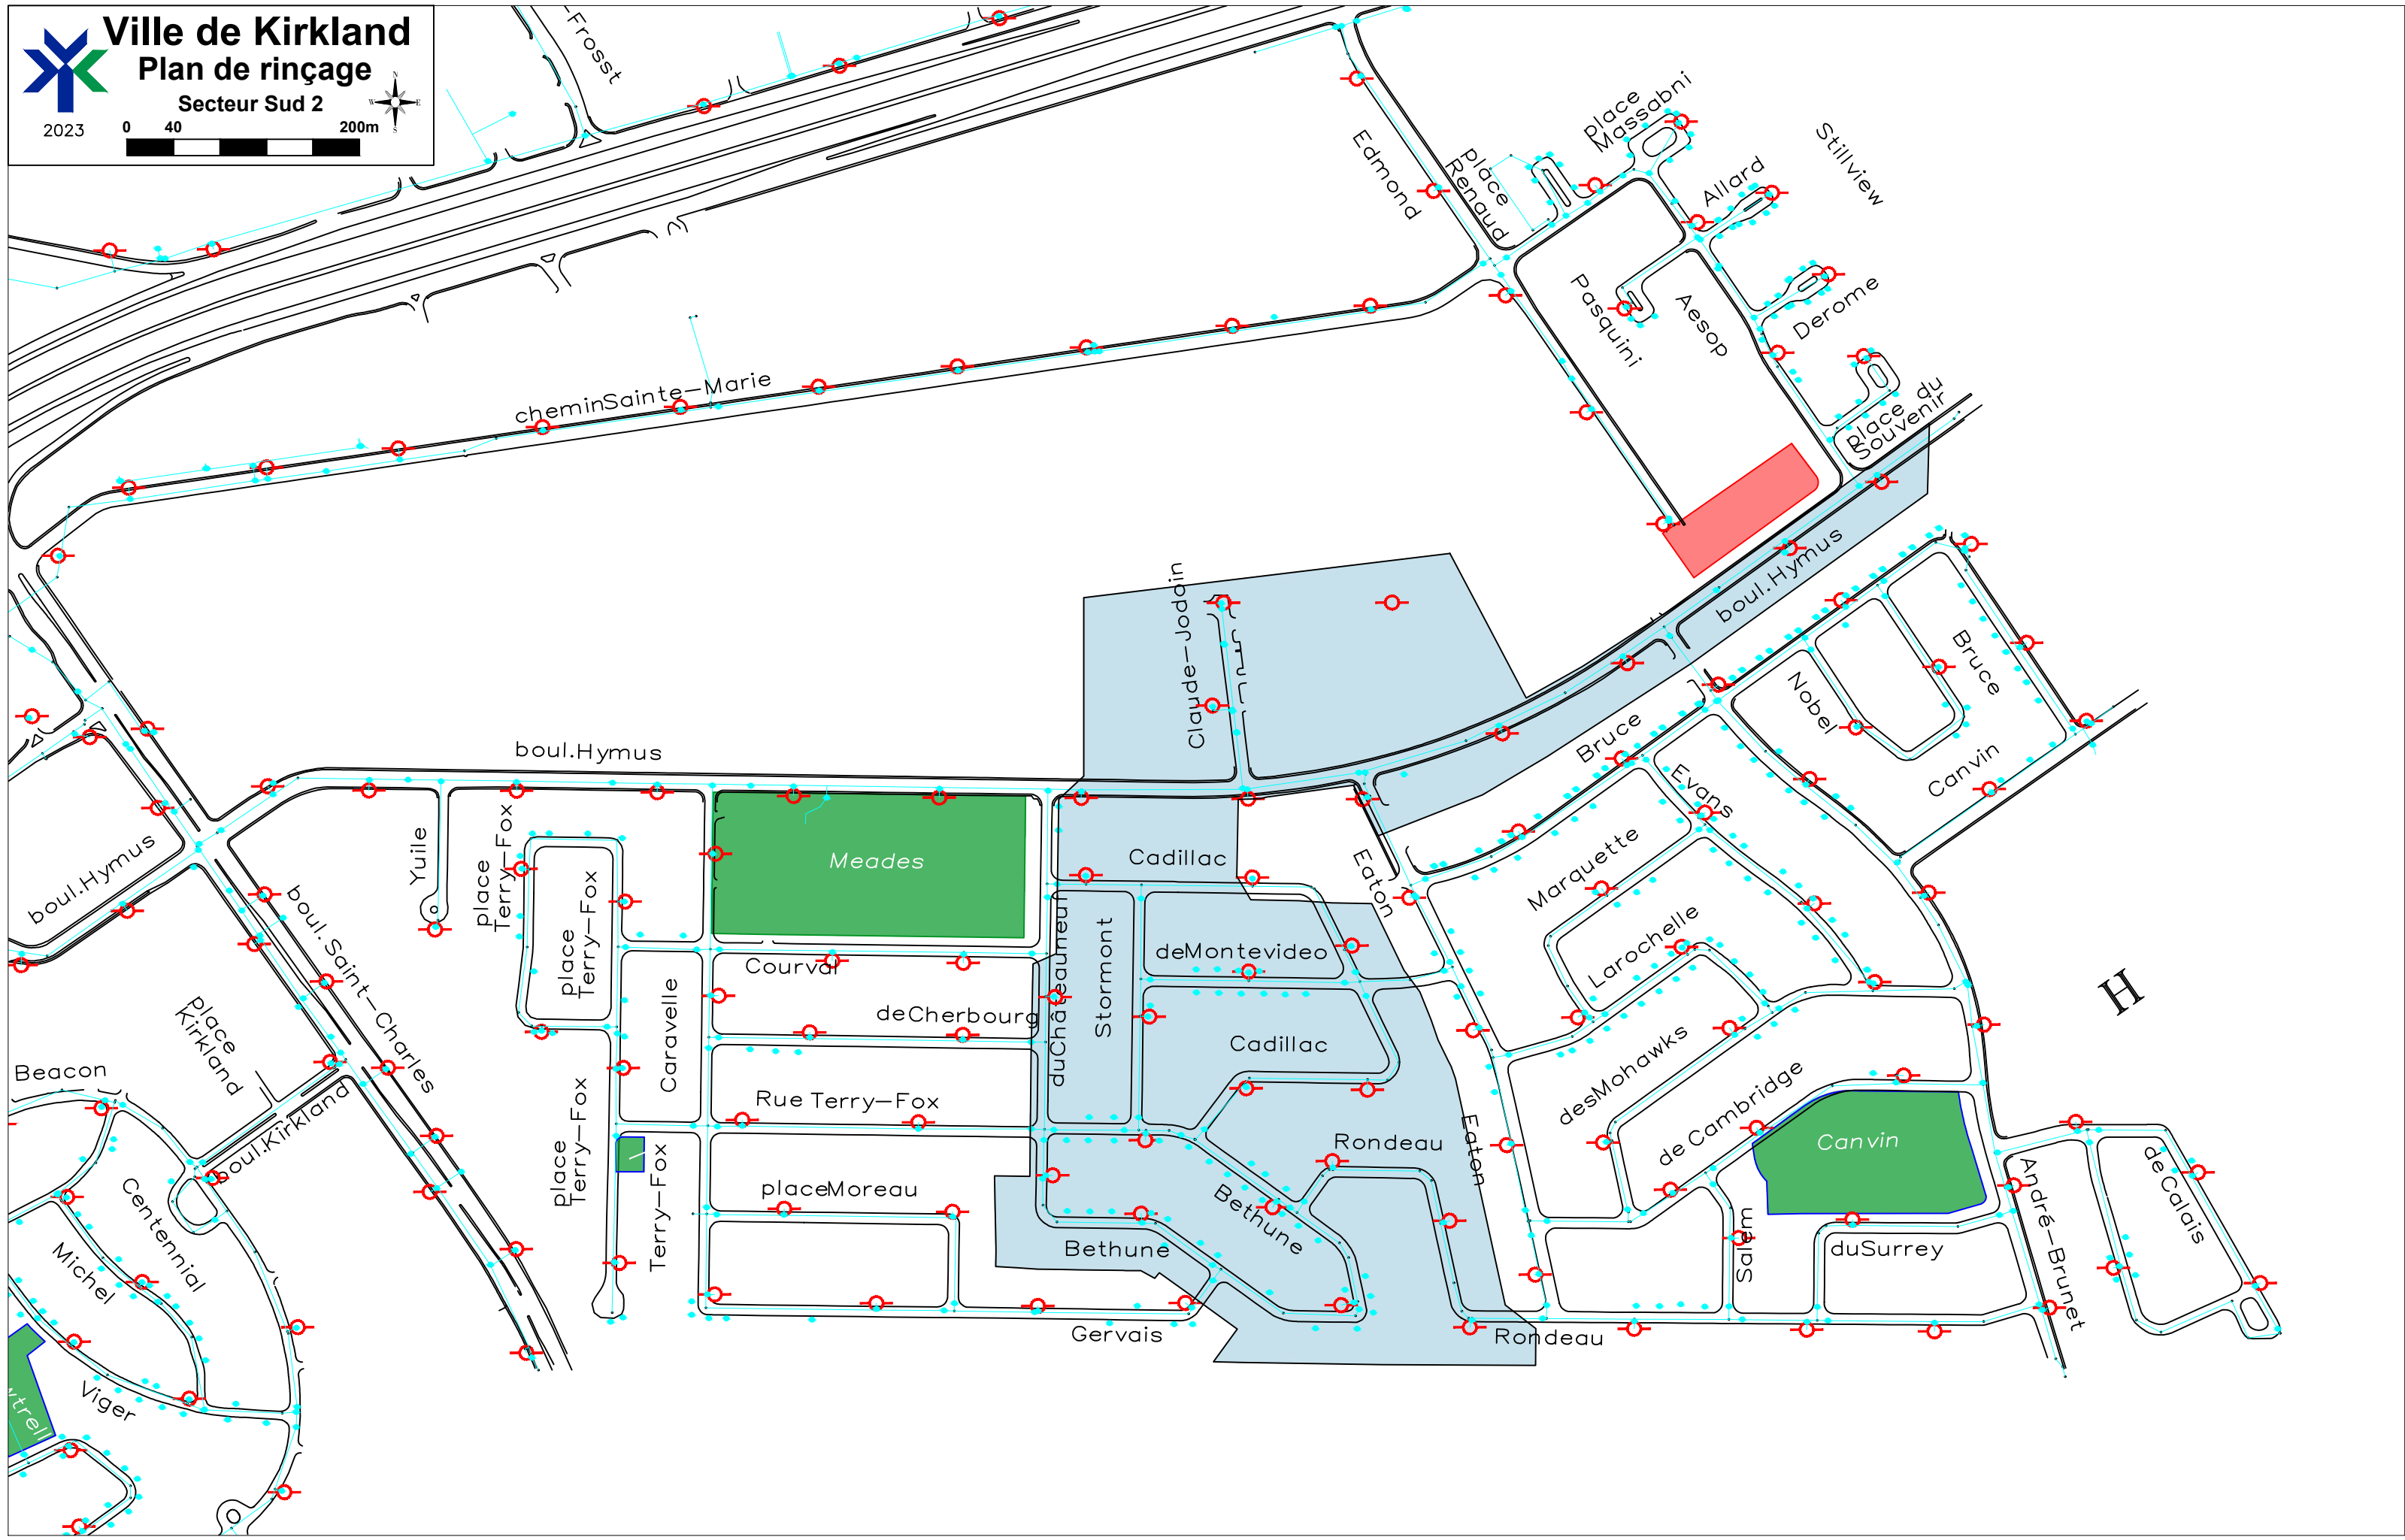 Ville de Kirkland
Plan de rinçage
Secteur Sud 2
2023
0 40 200m
N
W E
S
-Frosst
Edmond
place
Renaud
place
Massabni
Allard
Stillview
Pasquini
Aesop
Derome
place du
Souvenir
cheminSainte-Marie
boul.Hymus
Claude-Jodoin
boul.Hymus
Bruce
Nobel
Bruce
Canvin
Evans
Marquette
Larochelle
desMohawks
de Cambridge
Canvin
H
Eaton
Eaton
Cadillac
Meades
Yuile
place
Terry-Fox
place
Terry-Fox
boul.Hymus
boul. Saint-Charles
Courval
deCherbourg
duChâteauneuf
Stormont
deMontevideo
Cadillac
Caravelle
Rue Terry-Fox
place
Terry-Fox
Terry-Fox
placeMoreau
Rondeau
Bethune
Bethune
Gervais
Rondeau
Salem
duSurrey
André-Brunet
deCalais
place
Kirkland
boul.Kirkland
Beacon
Centennial
Michel
Viger
wtrell